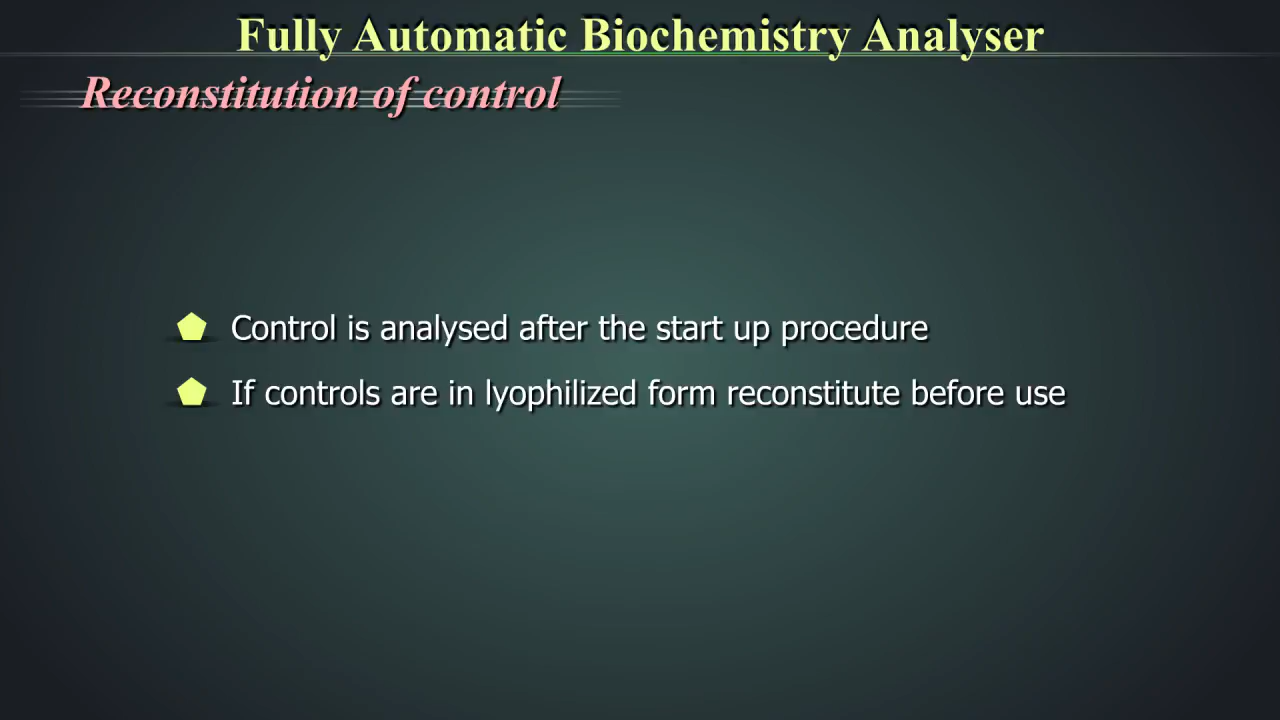 Fully Automatic Biochemistry Analyser
Reconstitution of control
Control is analysed after the start up procedure
If controls are in lyophilized form reconstitute before use